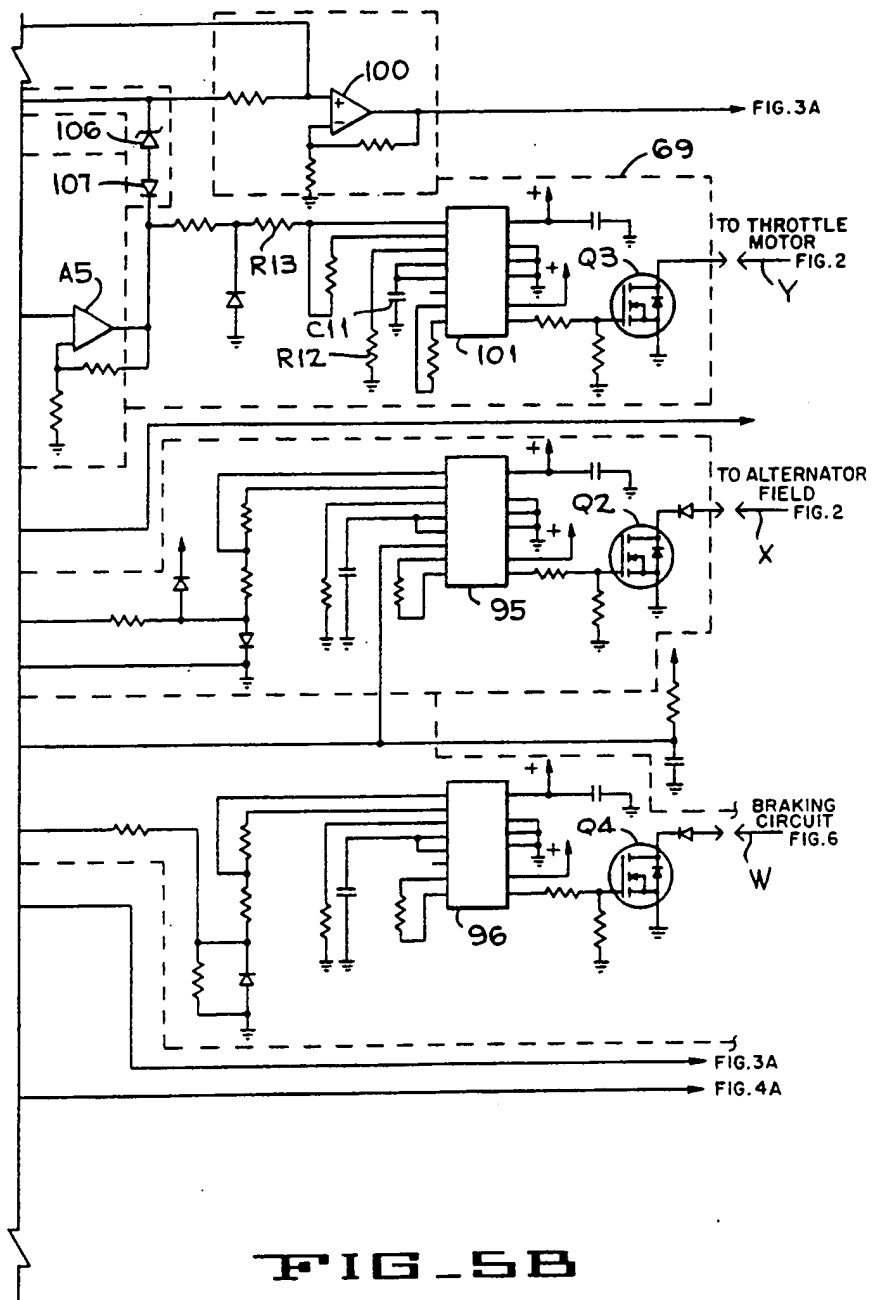 100
FIG.3A
106
107
69
TO THROTTLE
MOTOR
FIG.2
+
-
+
R13
Q3
Y
A5
+
C11
R12
101
+
TO ALTERNATOR
FIELD
FIG.2
Q2
+
X
95
+
BRAKING
CIRCUIT
FIG.6
Q4
+
W
96
FIG.3A
FIG.4A
FIG_5B